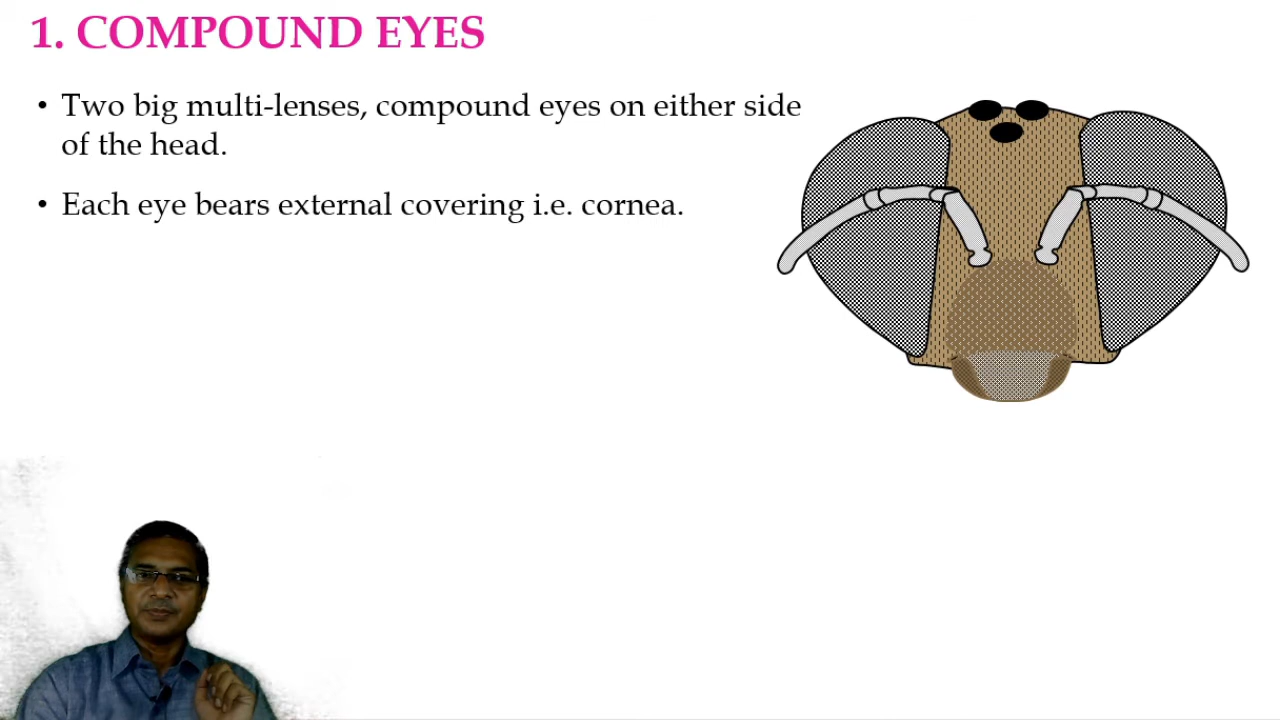 1. COMPOUND EYES
• Two big multi-lenses, compound eyes on either side
of the head.
• Each eye bears external covering i.e. cornea.